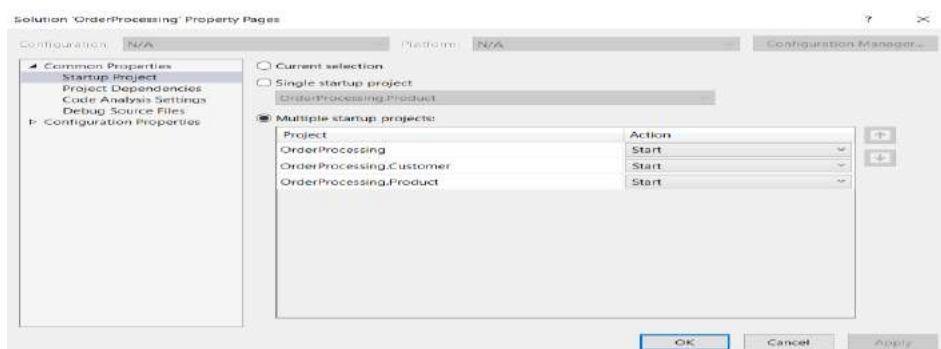 Solution 'OrderProcessing' Property Pages ? ×
Configuration: N/A Platform: N/A Configuration Manager...
Common Properties
Startup Project
Project Dependencies
Code Analysis Settings
Debug Source Files
Configuration Properties
Current selection
Single startup project
OrderProcessing.Product
Multiple startup projects:
Project Action
OrderProcessing Start
OrderProcessing.Customer Start
OrderProcessing.Product Start
OK Cancel Apply